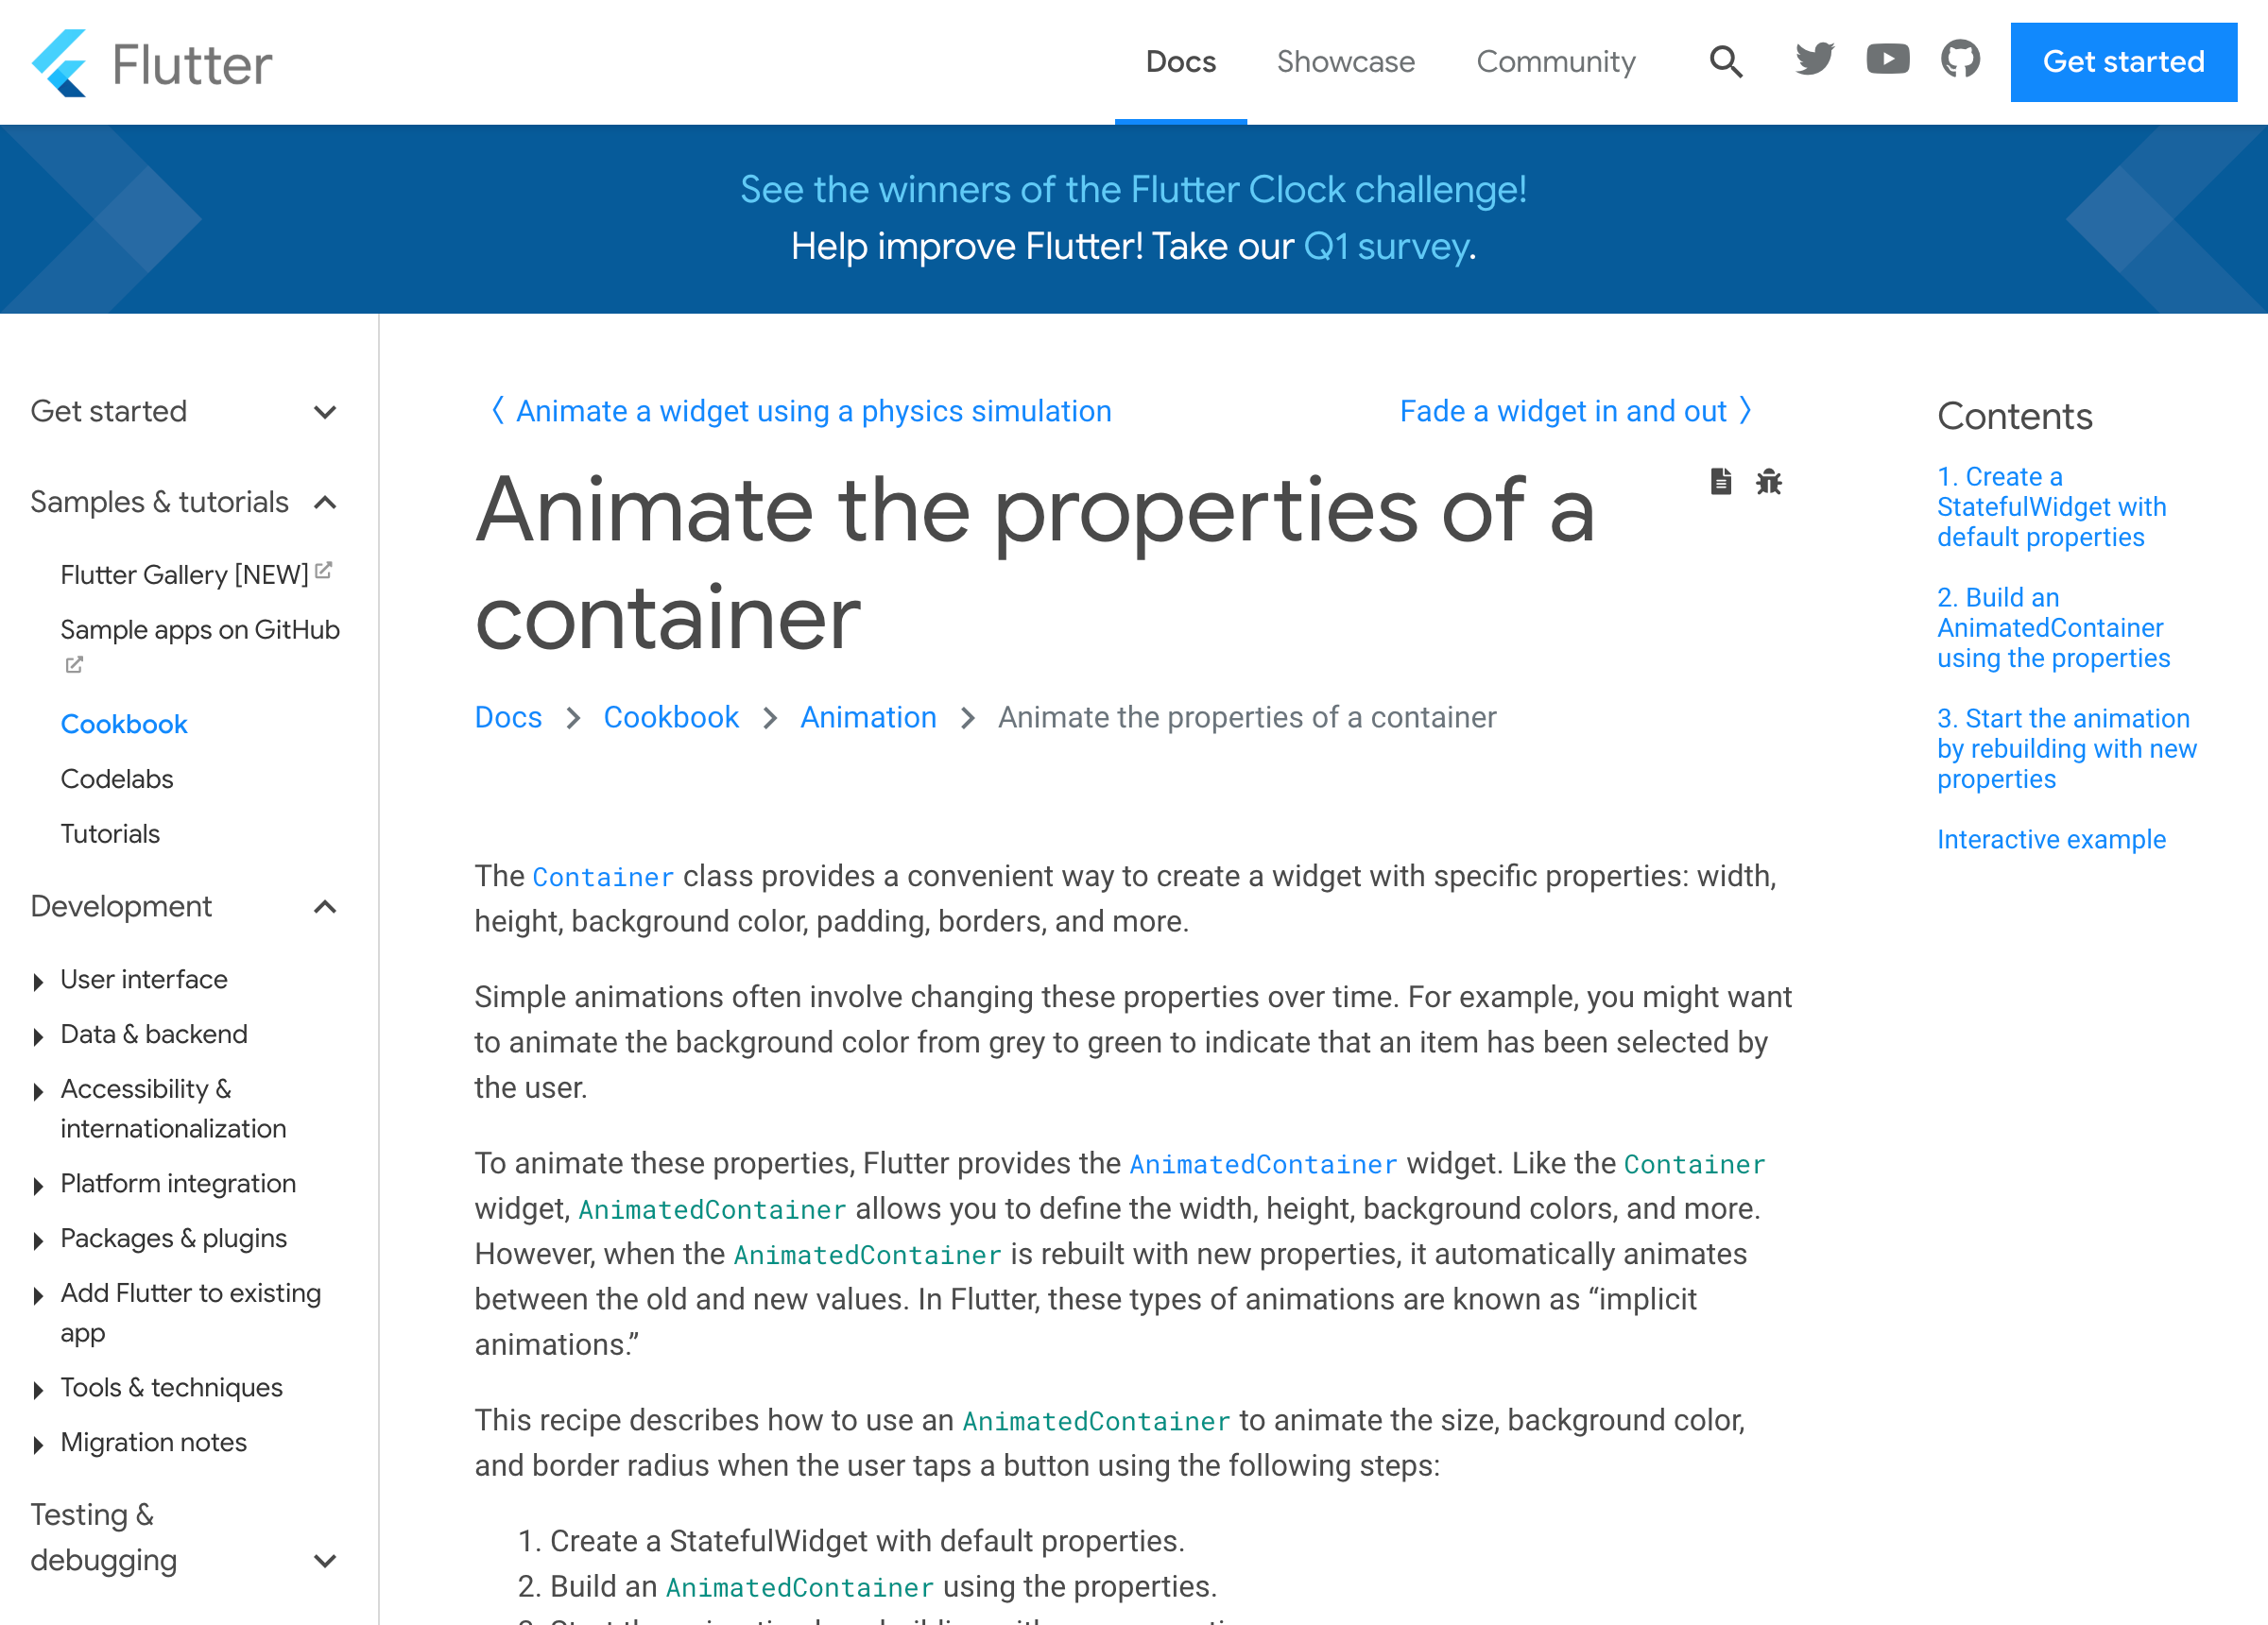 Flutter
Docs
Showcase
Community
Get started
See the winners of the Flutter Clock challenge!
Help improve Flutter! Take our Q1 survey.
Get started
Samples & tutorials
Flutter Gallery [NEW]
Sample apps on GitHub
Cookbook
Codelabs
Tutorials
Development
User interface
Data & backend
Accessibility &
internationalization
Platform integration
Packages & plugins
Add Flutter to existing
app
Tools & techniques
Migration notes
Testing &
debugging
〈 Animate a widget using a physics simulation
Fade a widget in and out 〉
Animate the properties of a
container
Docs > Cookbook > Animation > Animate the properties of a container
The Container class provides a convenient way to create a widget with specific properties: width,
height, background color, padding, borders, and more.
Simple animations often involve changing these properties over time. For example, you might want
to animate the background color from grey to green to indicate that an item has been selected by
the user.
To animate these properties, Flutter provides the AnimatedContainer widget. Like the Container
widget, AnimatedContainer allows you to define the width, height, background colors, and more.
However, when the AnimatedContainer is rebuilt with new properties, it automatically animates
between the old and new values. In Flutter, these types of animations are known as “implicit
animations.”
This recipe describes how to use an AnimatedContainer to animate the size, background color,
and border radius when the user taps a button using the following steps:
1. Create a StatefulWidget with default properties.
2. Build an AnimatedContainer using the properties.
Contents
1. Create a
StatefulWidget with
default properties
2. Build an
AnimatedContainer
using the properties
3. Start the animation
by rebuilding with new
properties
Interactive example